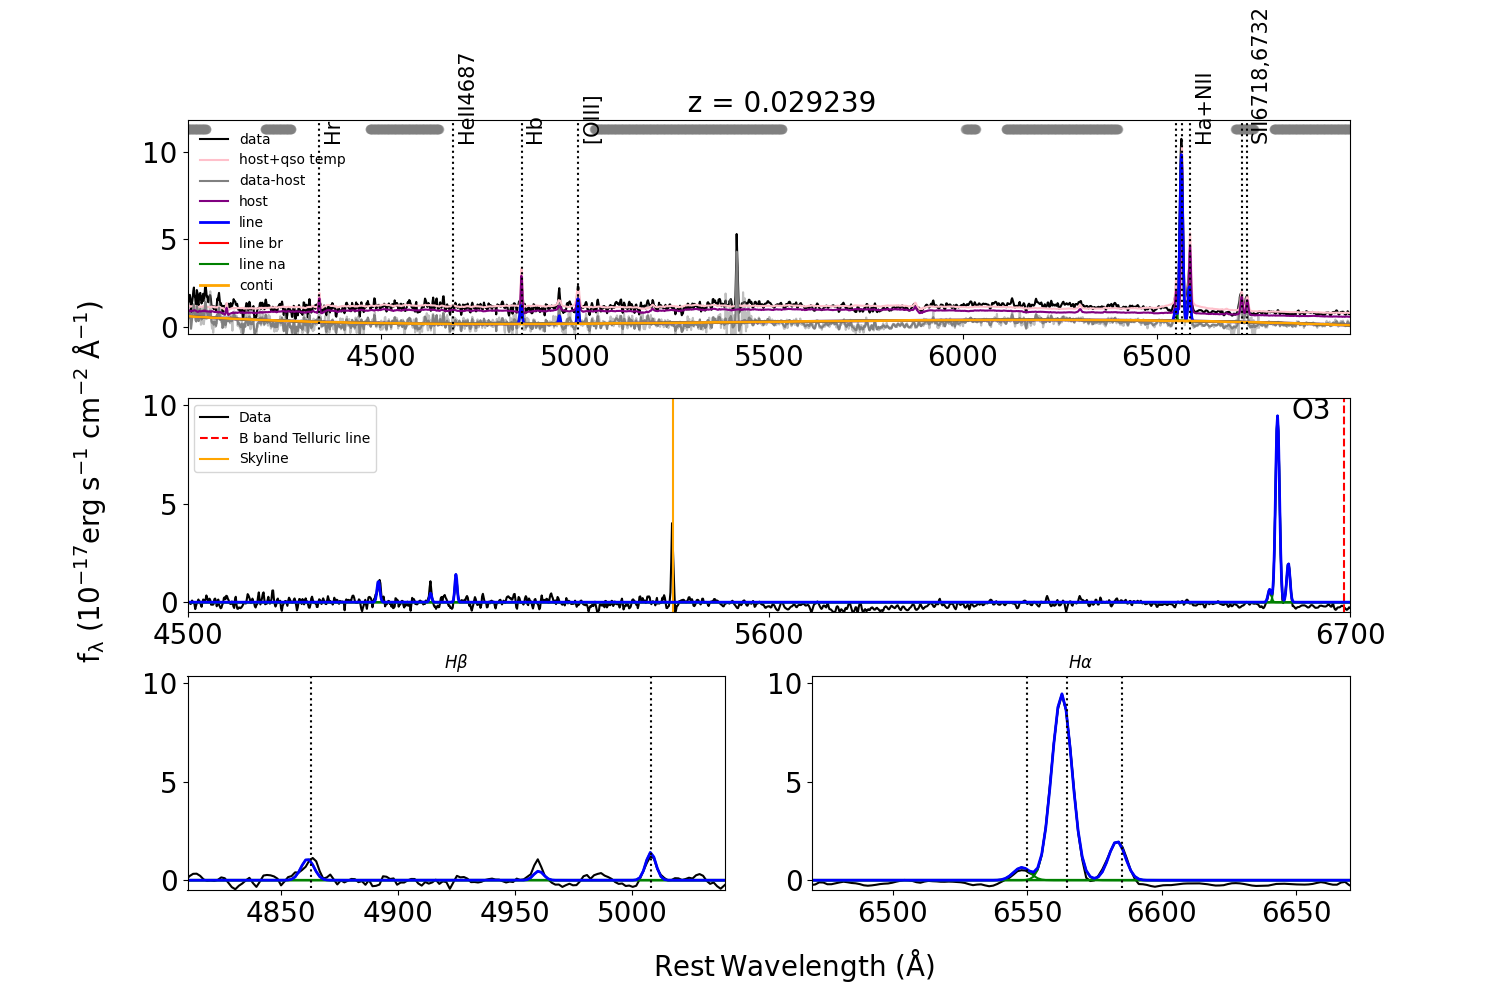 z = 0.029239
Hr
HeII4687
Hb
[OIII]
Ha+NII
SII6718,6732
data
host+qso temp
data-host
host
line
line br
line na
conti
10
5
0
4500 5000 5500 6000 6500
Data
B band Telluric line
Skyline
O3
10
5
0
4500 5600 6700
f_λ (10⁻¹⁷erg s⁻¹ cm⁻² Å⁻¹)
Hβ
10
5
0
4850 4900 4950 5000
Hα
10
5
0
6500 6550 6600 6650
Rest Wavelength (Å)